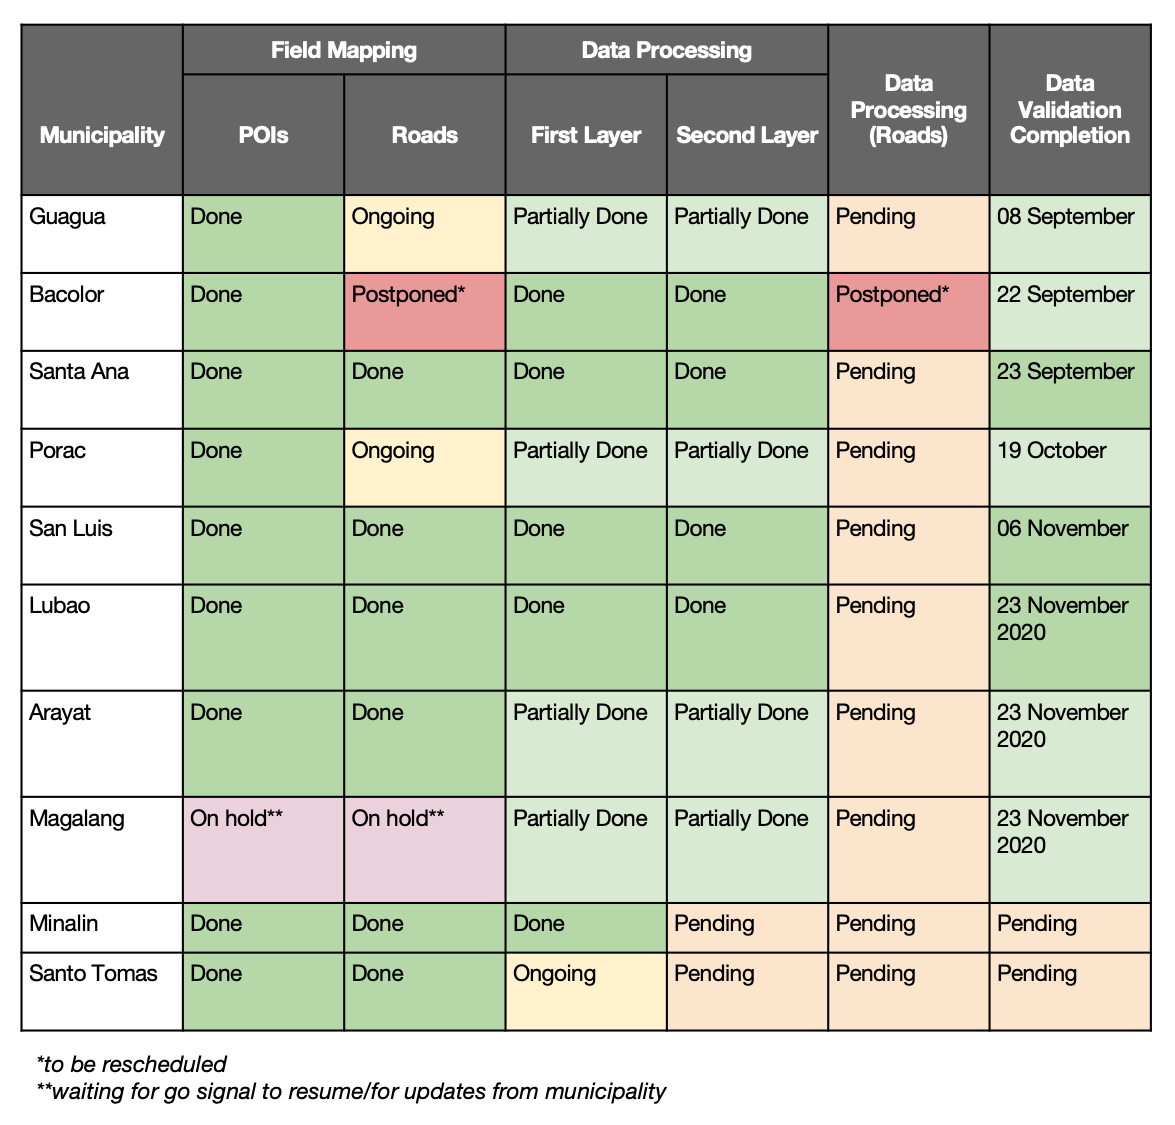 Field Mapping
Data Processing
Municipality
POIs
Roads
First Layer
Second Layer
Data
Processing
(Roads)
Data
Validation
Completion
Guagua
Done
Ongoing
Partially Done
Partially Done
Pending
08 September
Bacolor
Done
Postponed*
Done
Done
Postponed*
22 September
Santa Ana
Done
Done
Done
Done
Pending
23 September
Porac
Done
Ongoing
Partially Done
Partially Done
Pending
19 October
San Luis
Done
Done
Done
Done
Pending
06 November
Lubao
Done
Done
Done
Done
Pending
23 November
2020
Arayat
Done
Done
Partially Done
Partially Done
Pending
23 November
2020
Magalang
On hold**
On hold**
Partially Done
Partially Done
Pending
23 November
2020
Minalin
Done
Done
Done
Pending
Pending
Pending
Santo Tomas
Done
Done
Ongoing
Pending
Pending
Pending
*to be rescheduled
**waiting for go signal to resume/for updates from municipality